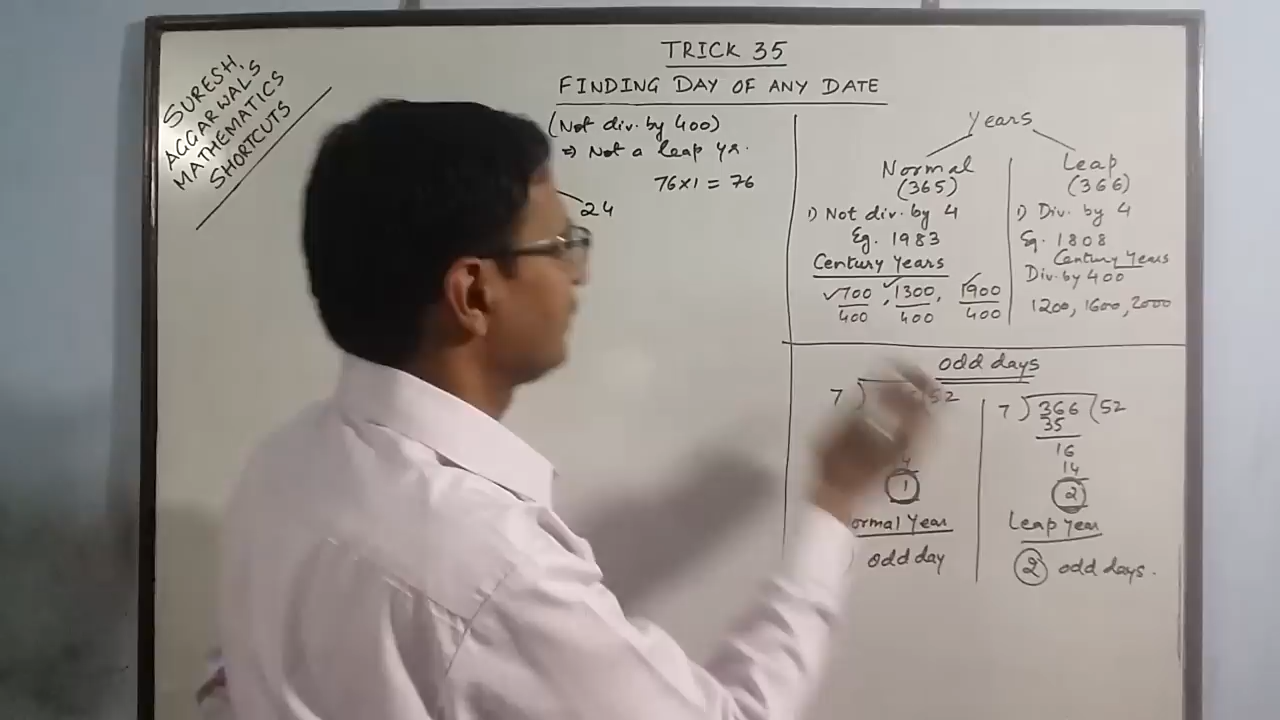 SURESH
AGGARWAL'S
MATHEMATICS
SHORTCUTS
TRICK 35
FINDING DAY OF ANY DATE
(Not div. by 400)
⇒ Not a leap yr.
76×1 = 76
24
Years
Normal
(365)
1) Not div. by 4
Eg. 1983
Century Years
1700, 1300, 1900
400 400 400
Leap
(366)
1) Div. by 4
Eg. 1808
Century Years
Div. by 400
1200, 1600, 2000
odd days
7 ) 52
4
1
ormal Year
odd day
7 ) 366 ( 52
35
16
14
2
Leap Year
2 odd days.